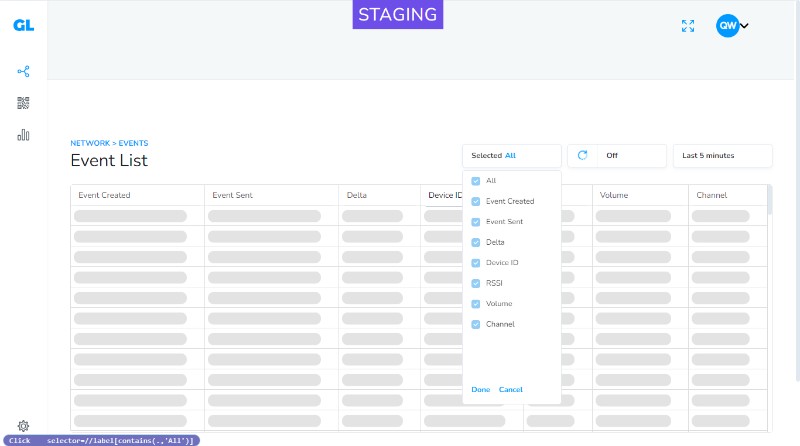 STAGING
GL
QW
NETWORK > EVENTS
Event List
Selected All
Off
Last 5 minutes
Event Created
Event Sent
Delta
Device ID
Volume
Channel
All
Event Created
Event Sent
Delta
Device ID
RSSI
Volume
Channel
Done Cancel
Click selector=//label[contains(.,'All')]